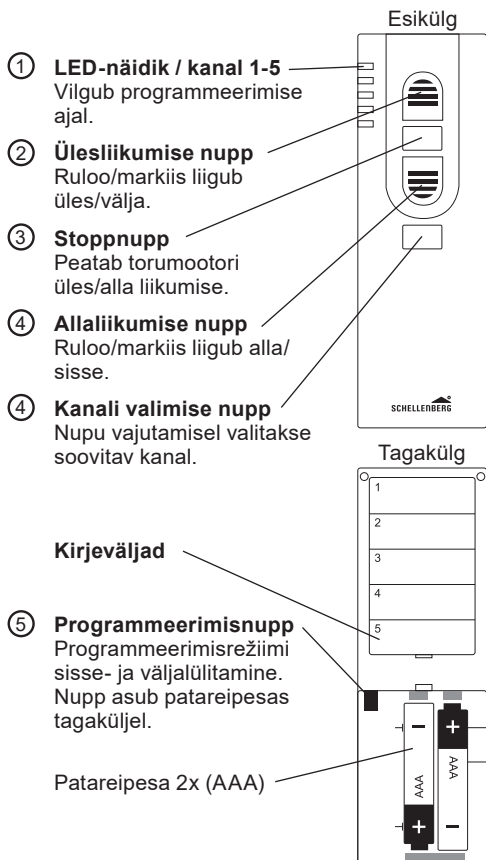 Esikülg
① LED-näidik / kanal 1-5
Vilgub programmeerimise
ajal.
② Ülesliikumise nupp
Ruloo/markiis liigub
üles/välja.
③ Stoppnupp
Peatab torumootori
üles/alla liikumise.
④ Allaliikumise nupp
Ruloo/markiis liigub alla/
sisse.
④ Kanali valimise nupp
Nupu vajutamisel valitakse
soovitav kanal.
SCHELLENBERG
Tagakülg
1
2
3
4
5
Kirjeväljad
⑤ Programmeerimisnupp
Programmeerimisrežiimi
sisse- ja väljalülitamine.
Nupp asub patareipesas
tagaküljel.
Patareipesa 2x (AAA)
− +
AAA AAA
+ −